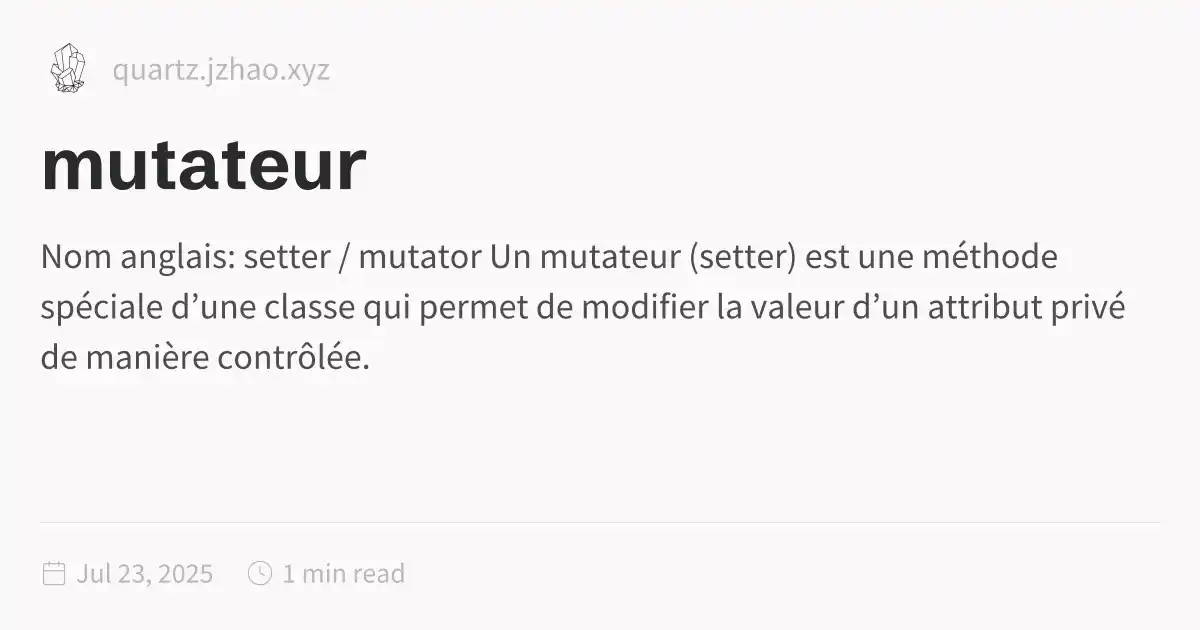 quartz.jzhao.xyz
mutateur
Nom anglais: setter / mutator Un mutateur (setter) est une méthode
spéciale d’une classe qui permet de modifier la valeur d’un attribut privé
de manière contrôlée.
Jul 23, 2025 1 min read